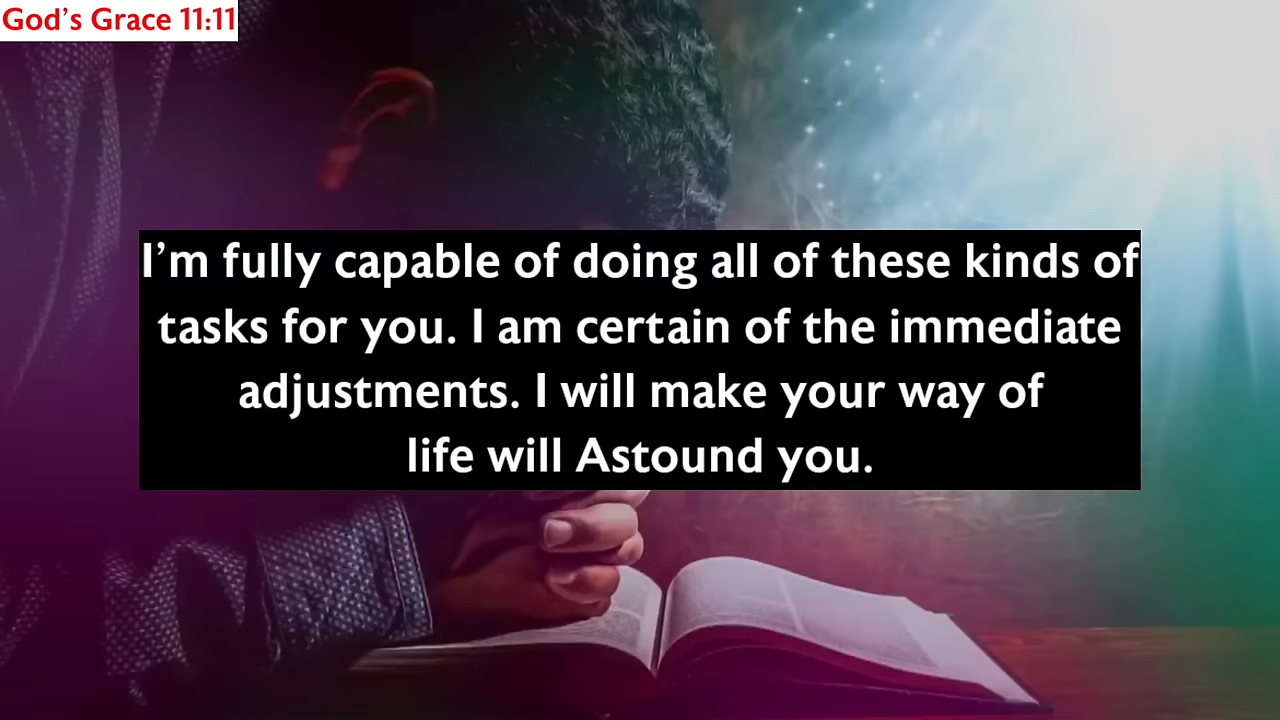 God's Grace 11:11
I'm fully capable of doing all of these kinds of
tasks for you. I am certain of the immediate
adjustments. I will make your way of
life will Astound you.